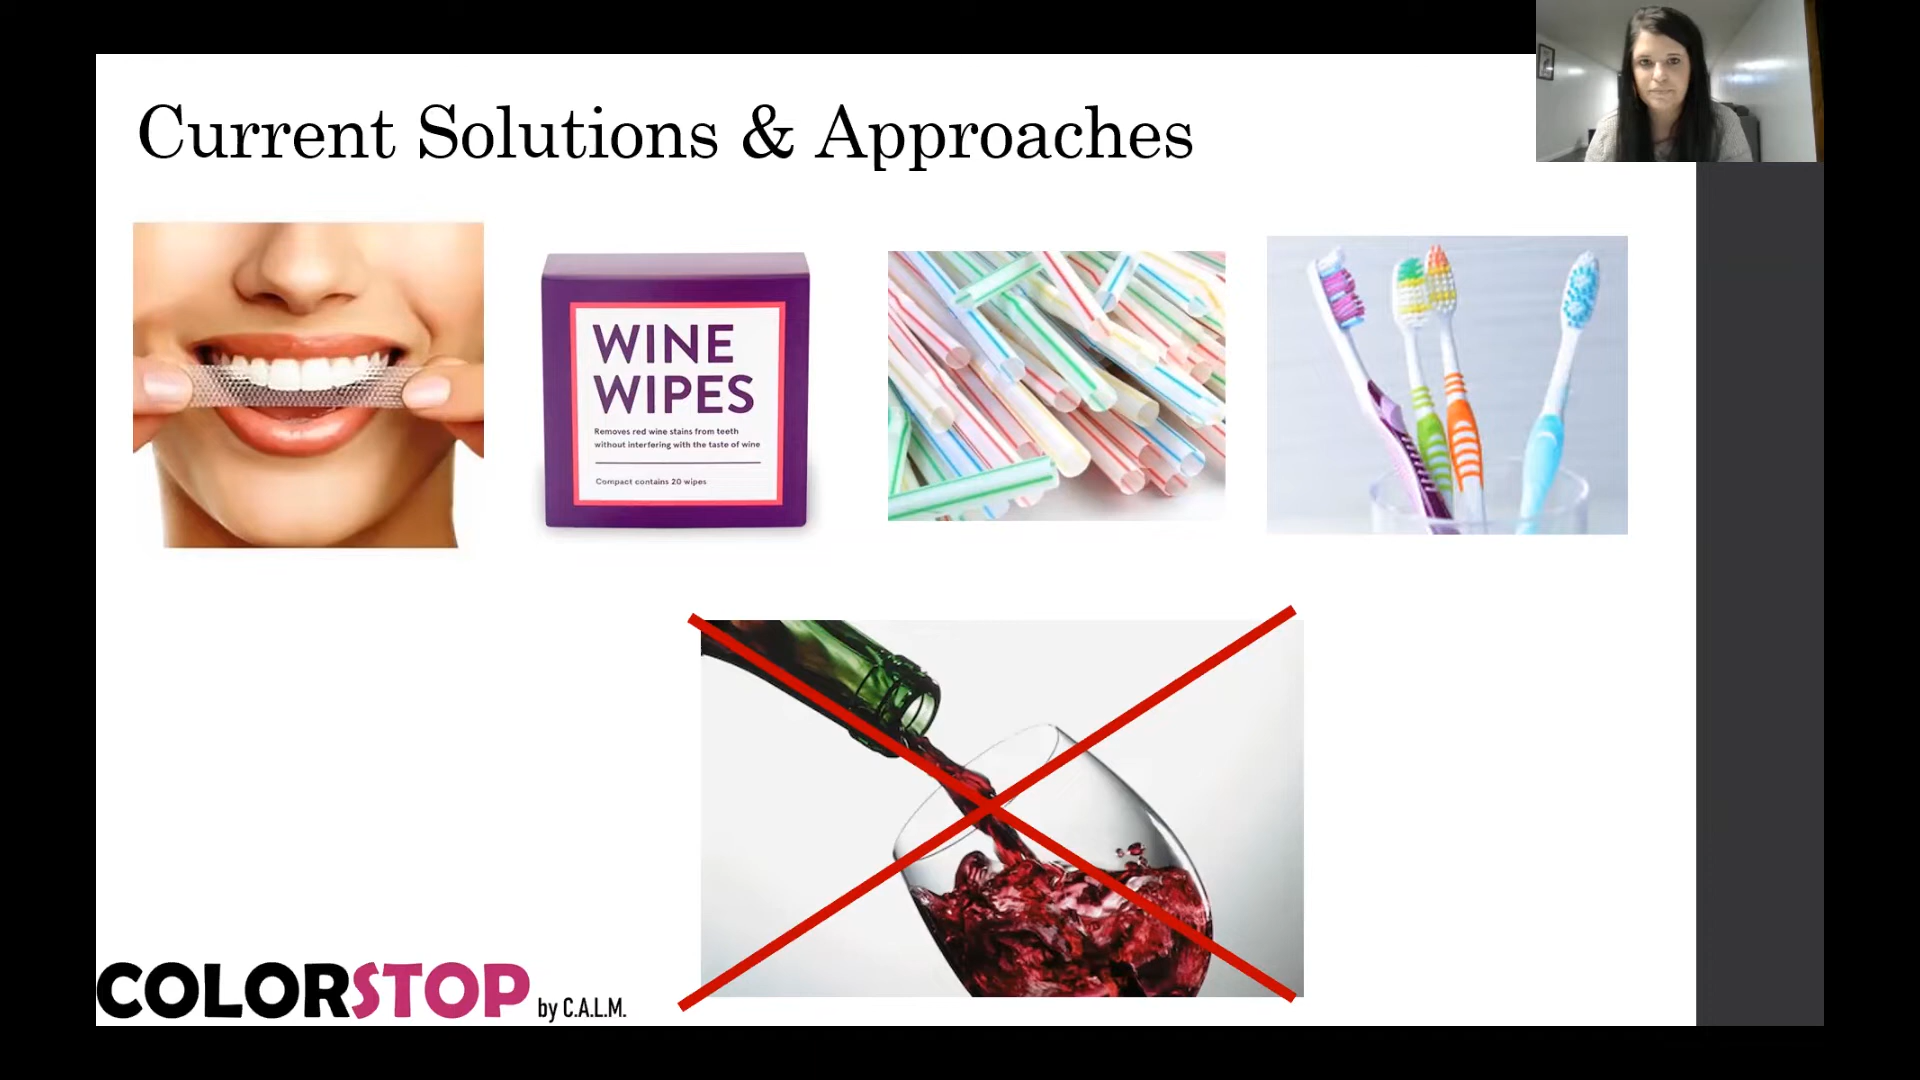 Current Solutions & Approaches
WINE
WIPES
Removes red wine stains from teeth
without interfering with the taste of wine
Compact contains 20 wipes
COLORSTOP by C.A.L.M.